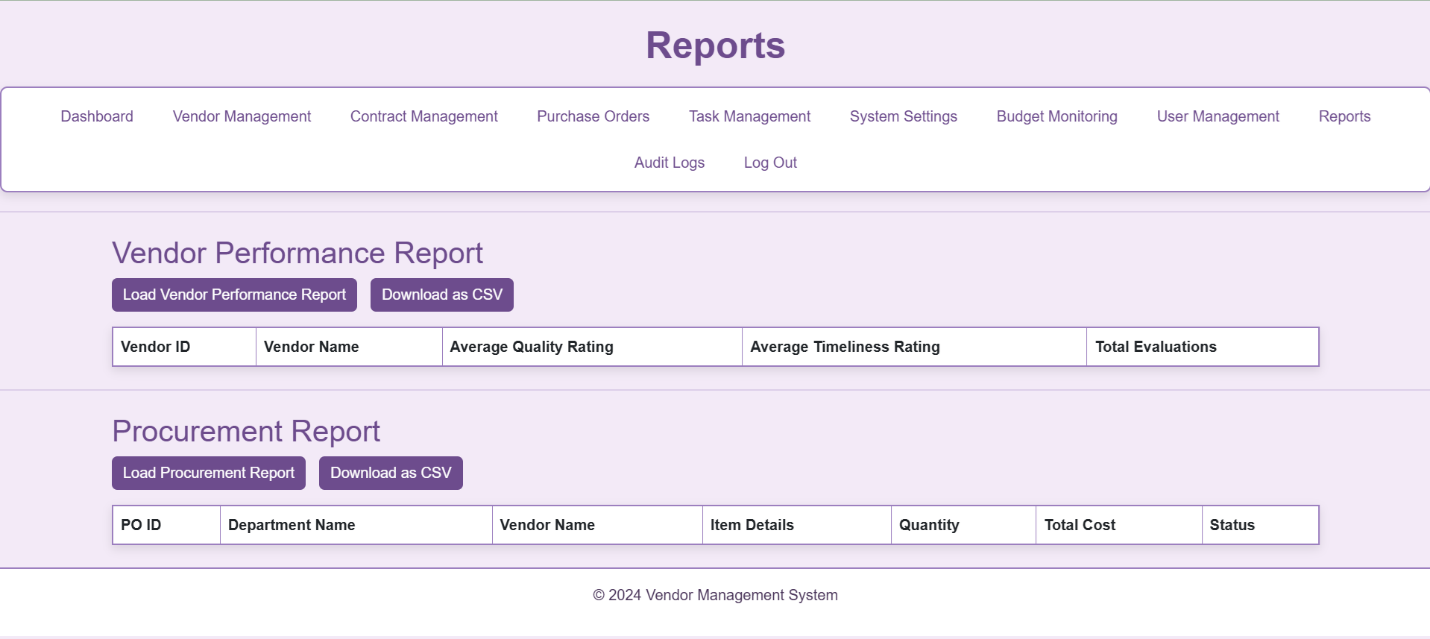 Reports
Dashboard Vendor Management Contract Management Purchase Orders Task Management System Settings Budget Monitoring User Management Reports
Audit Logs Log Out
Vendor Performance Report
Load Vendor Performance Report Download as CSV
Vendor ID Vendor Name Average Quality Rating Average Timeliness Rating Total Evaluations
Procurement Report
Load Procurement Report Download as CSV
PO ID Department Name Vendor Name Item Details Quantity Total Cost Status
© 2024 Vendor Management System